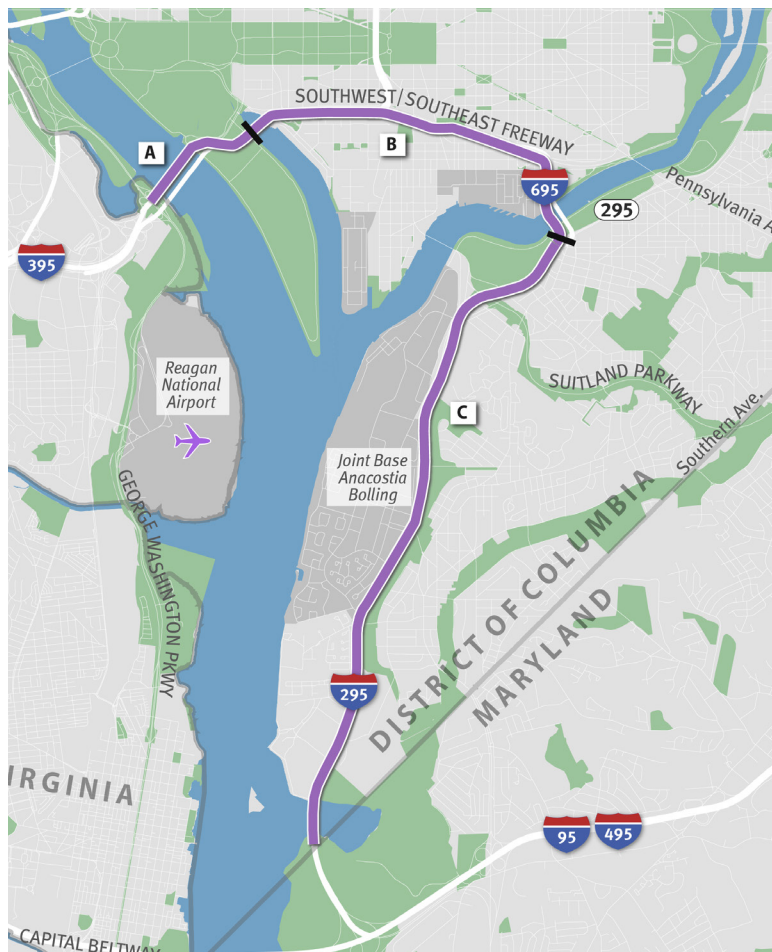 SOUTHWEST/SOUTHEAST FREEWAY
A
B
695
Pennsylvania A
295
395
Reagan
National
Airport
SUITLAND PARKWAY
Southern Ave.
C
Joint Base
Anacostia
Bolling
GEORGE WASHINGTON PKWY
DISTRICT OF COLUMBIA
MARYLAND
295
IRGINIA
95
495
CAPITAL BELTWAY